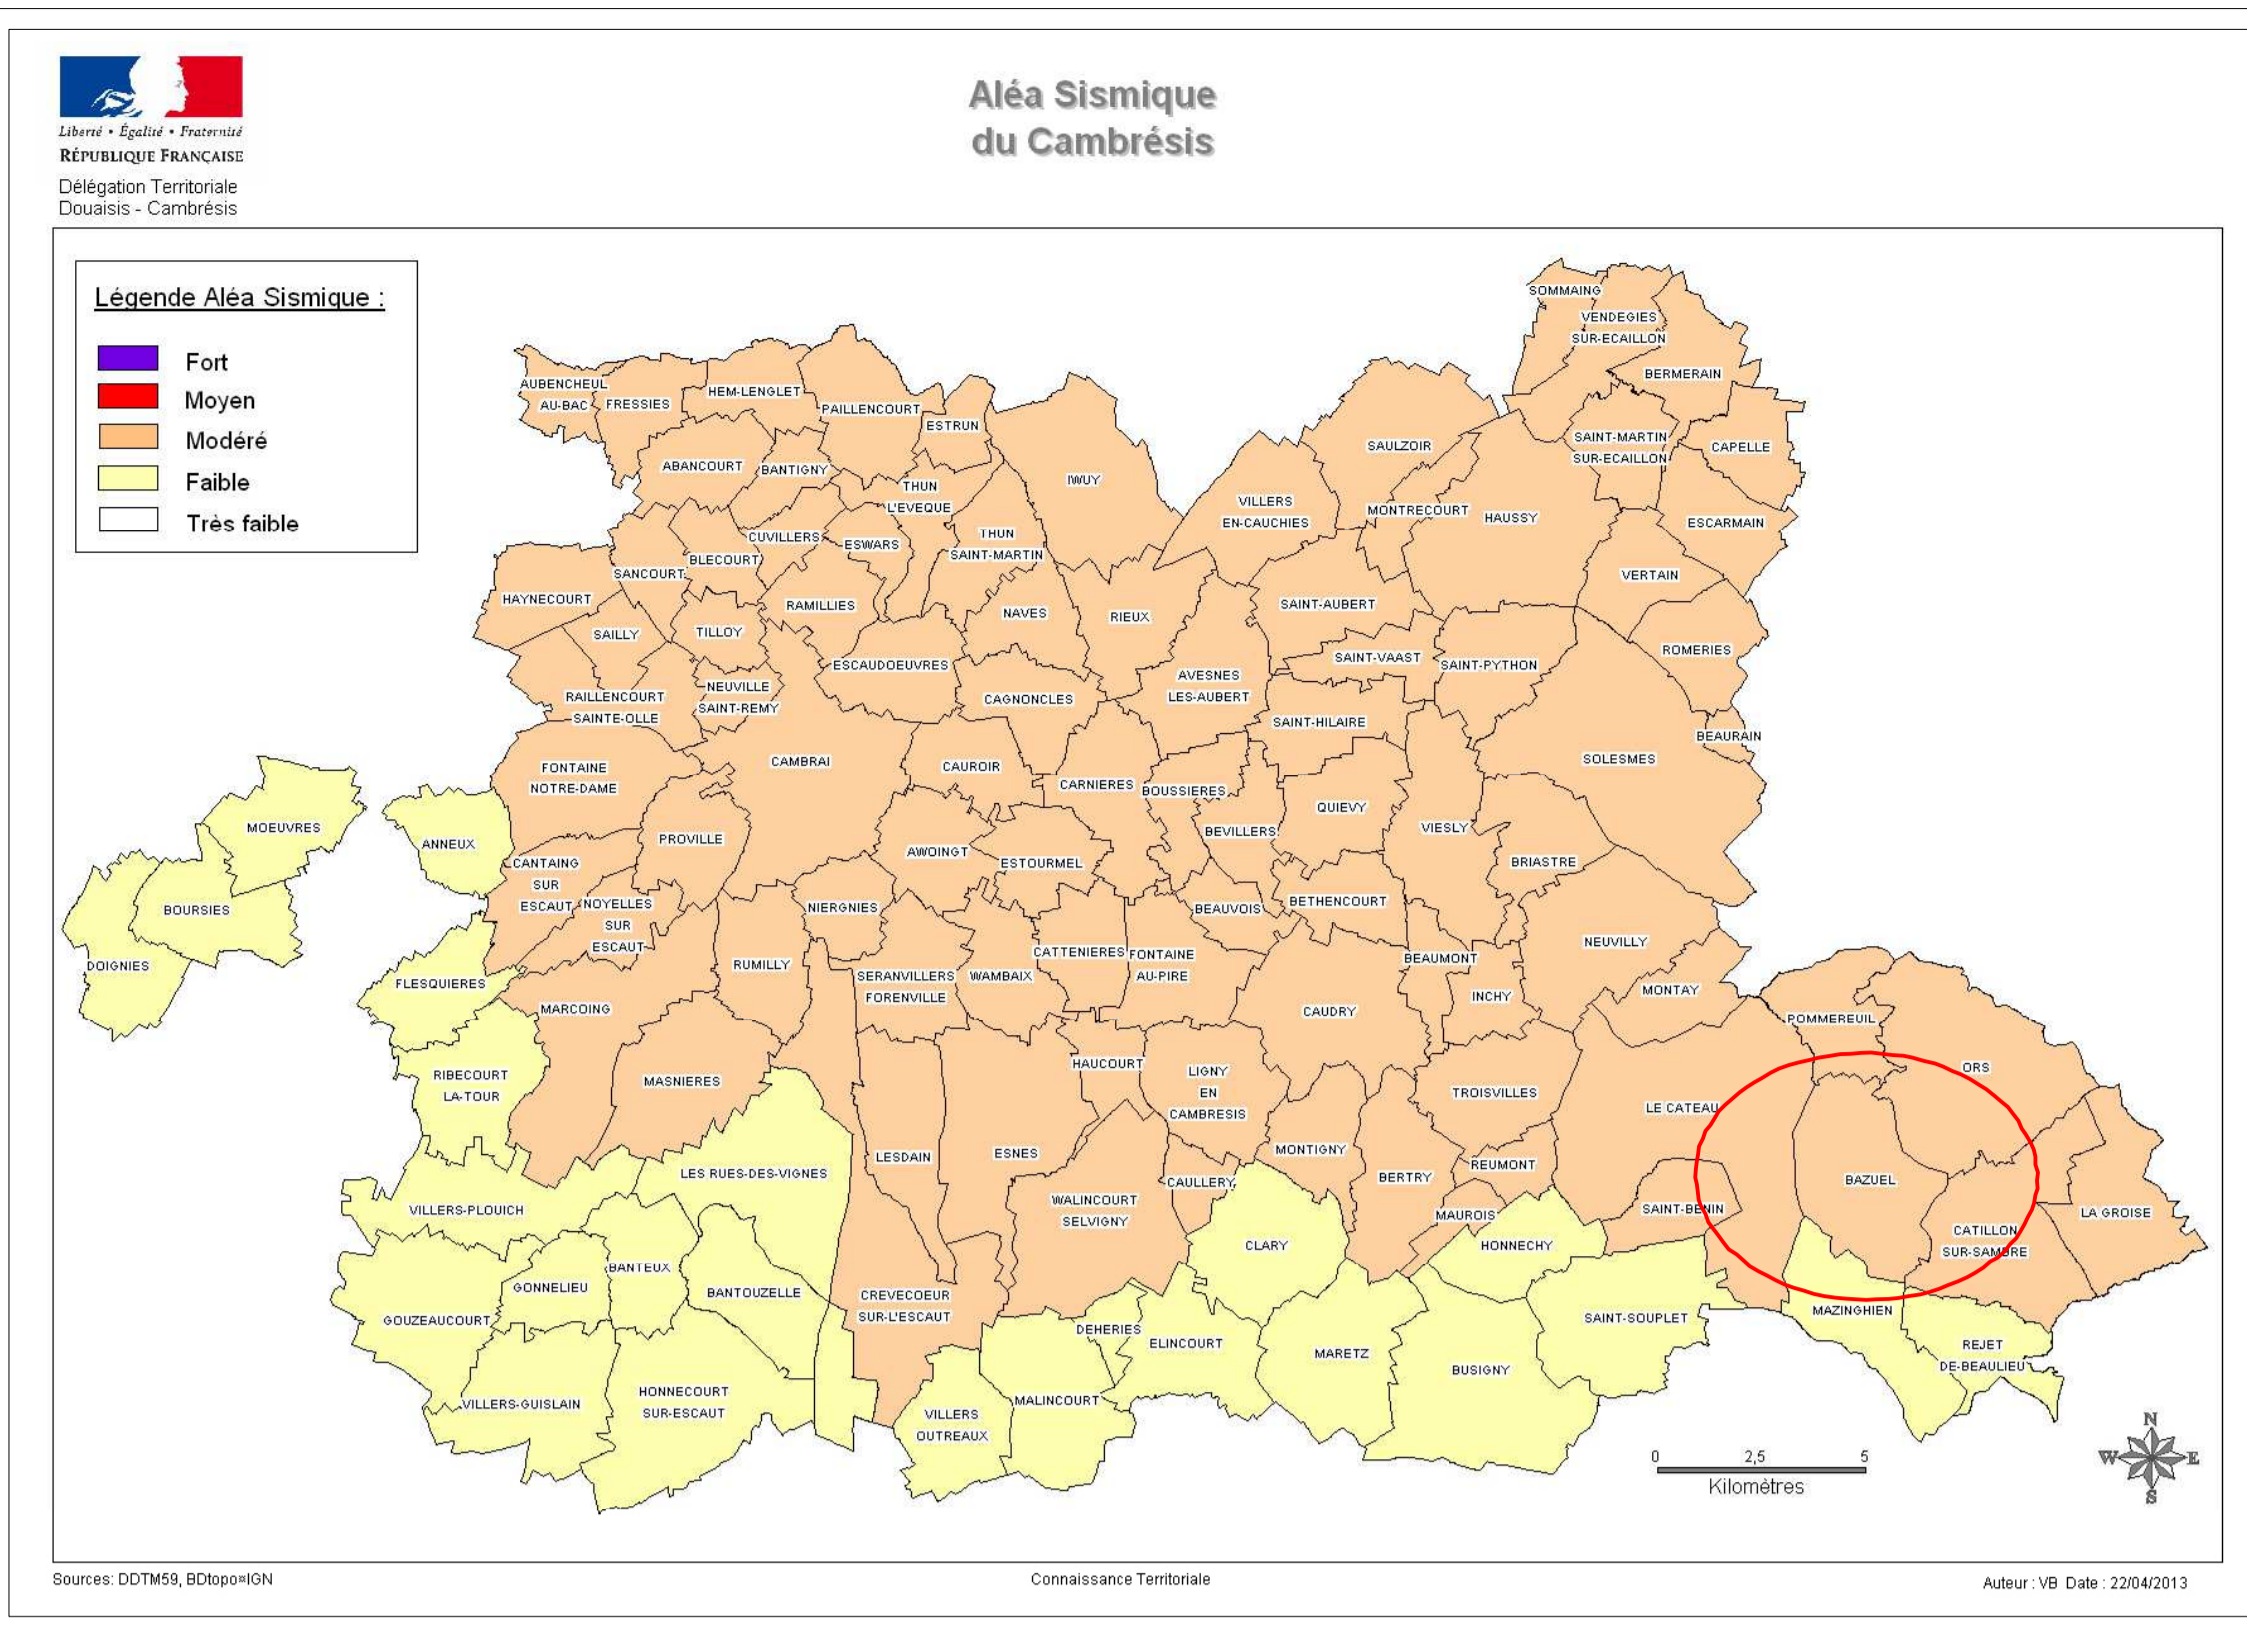 Liberté • Égalité • Fraternité
RÉPUBLIQUE FRANÇAISE
Délégation Territoriale
Douaisis - Cambrésis
Aléa Sismique
du Cambrésis
Légende Aléa Sismique :
Fort
Moyen
Modéré
Faible
Très faible
SOMMAING
VENDEGIES
SUR-ECAILLON
BERMERAIN
AUBENCHEUL
AU-BAC
FRESSIES
HEM-LENGLET
PAILLENCOURT
ESTRUN
ABANCOURT
BANTIGNY
THUN
L'EVEQUE
IWUY
SAULZOIR
SAINT-MARTIN
SUR-ECAILLON
CAPELLE
VILLERS
EN-CAUCHIES
MONTRECOURT
HAUSSY
ESCARMAIN
CUVILLERS
ESWARS
THUN
SAINT-MARTIN
BLECOURT
SANCOURT
VERTAIN
HAYNECOURT
RAMILLIES
NAVES
RIEUX
SAINT-AUBERT
SAILLY
TILLOY
ESCAUDOEUVRES
SAINT-VAAST
SAINT-PYTHON
ROMERIES
RAILLENCOURT
SAINTE-OLLE
NEUVILLE
SAINT-REMY
CAGNONCLES
AVESNES
LES-AUBERT
SAINT-HILAIRE
BEAURAIN
FONTAINE
NOTRE-DAME
CAMBRAI
CAUROIR
CARNIERES
BOUSSIERES
SOLESMES
QUIEVY
MOEUVRES
ANNEUX
PROVILLE
AWOINGT
ESTOURMEL
BEVILLERS
VIESLY
BRIASTRE
CANTAING
SUR
ESCAUT
BOURSIES
NOYELLES
SUR
ESCAUT
NIERGNIES
BEAUVOIS
BETHENCOURT
DOIGNIES
FLESQUIERES
RUMILLY
SERANVILLERS
FORENVILLE
WAMBAIX
CATTENIERES
FONTAINE
AU-PIRE
BEAUMONT
NEUVILLY
INCHY
MONTAY
MARCOING
CAUDRY
POMMEREUIL
RIBECOURT
LA-TOUR
MASNIERES
HAUCOURT
LIGNY
EN
CAMBRESIS
TROISVILLES
LE CATEAU
ORS
LES RUES-DES-VIGNES
LESDAIN
ESNES
MONTIGNY
BERTRY
REUMONT
BAZUEL
VILLERS-PLOUICH
WALINCOURT
SELVIGNY
CAULLERY
MAUROIS
SAINT-BENIN
CATILLON
SUR-SAMBRE
LA GROISE
CLARY
HONNECHY
GONNELIEU
BANTEUX
BANTOUZELLE
CREVECOEUR
SUR-L'ESCAUT
GOUZEAUCOURT
DEHERIES
ELINCOURT
MARETZ
SAINT-SOUPLET
MAZINGHIEN
REJET
DE-BEAULIEU
BUSIGNY
VILLERS-GUISLAIN
HONNECOURT
SUR-ESCAUT
VILLERS
OUTREAUX
MALINCOURT
0 2,5 5
Kilomètres
N
W E
S
Sources: DDTM59, BDtopo¤IGN
Connaissance Territoriale
Auteur : VB Date : 22/04/2013